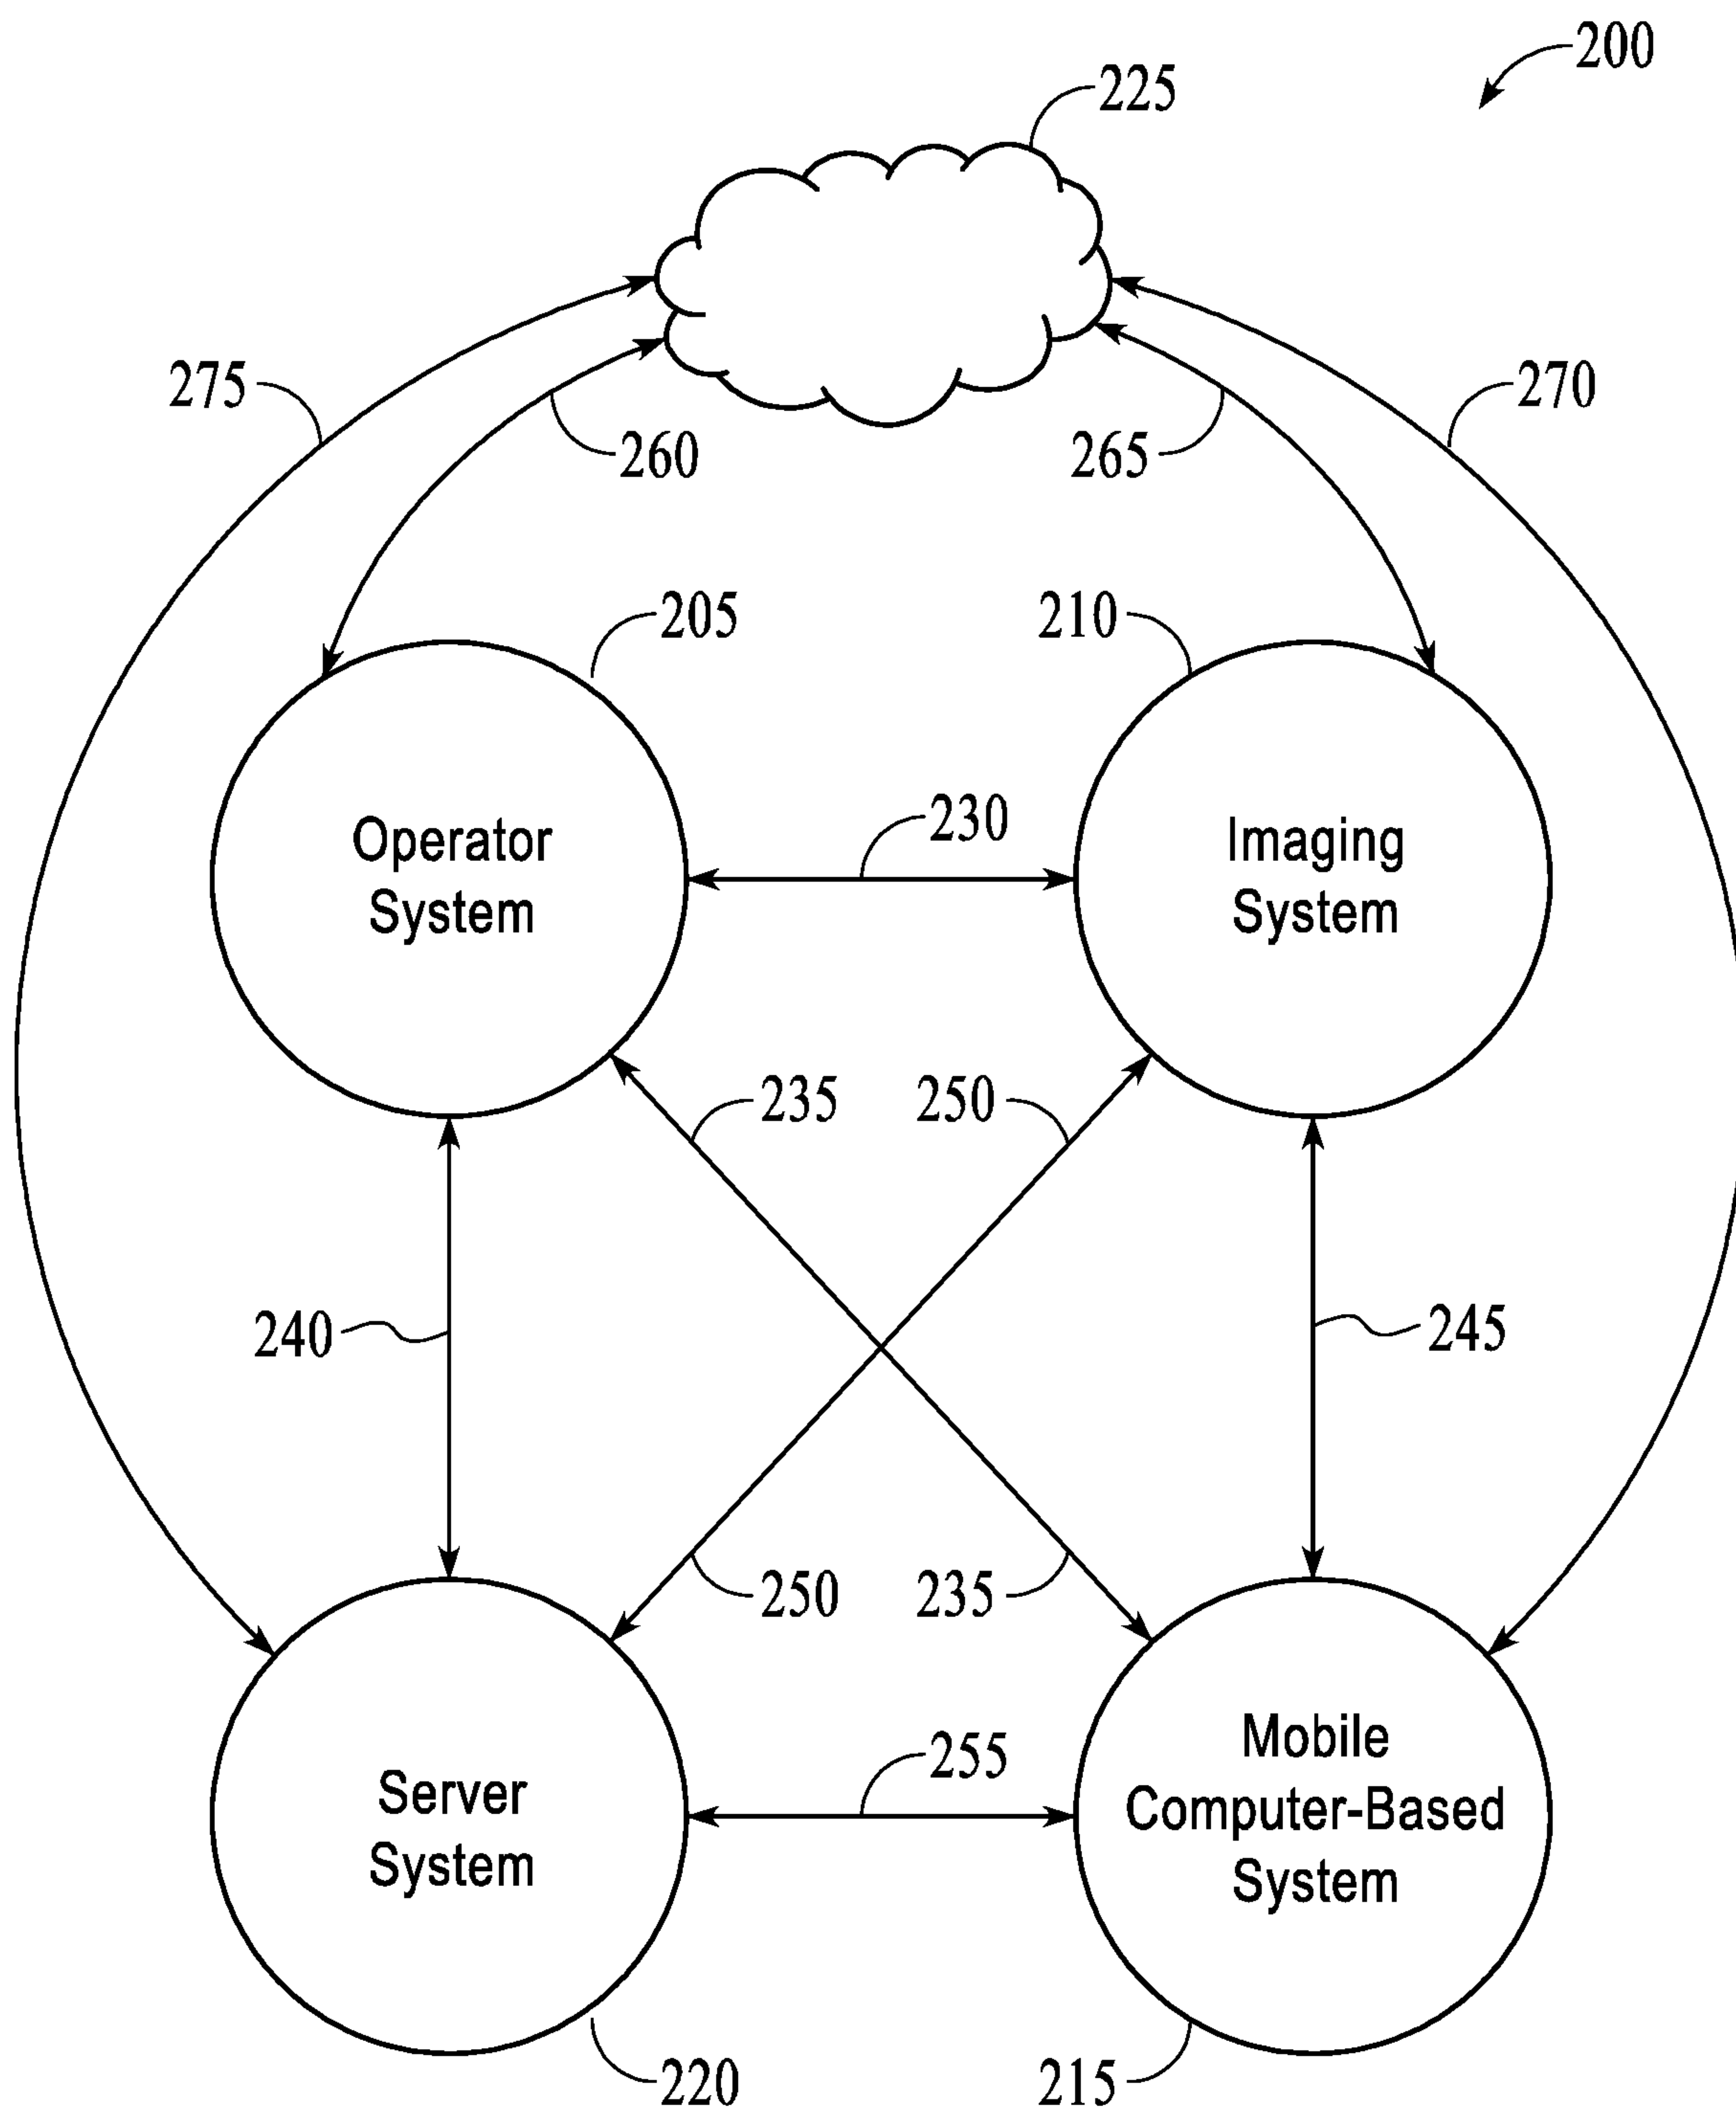 200
225
275
270
260
265
205
210
230
Operator
System
Imaging
System
235
250
240
245
250
235
255
Server
System
Mobile
Computer-Based
System
220
215